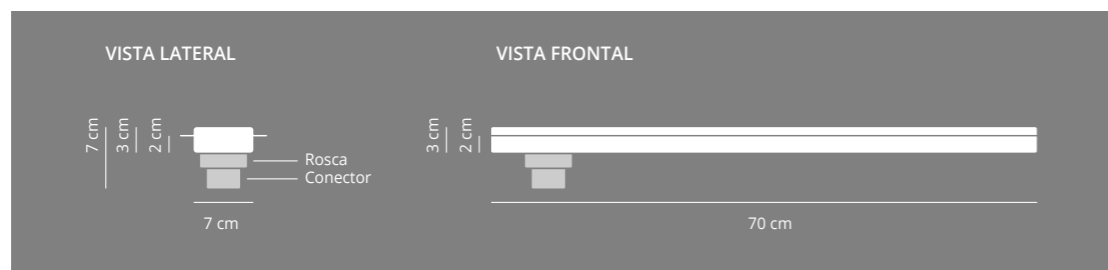 VISTA LATERAL
7 cm
3 cm
2 cm
Rosca
Conector
7 cm
VISTA FRONTAL
3 cm
2 cm
70 cm